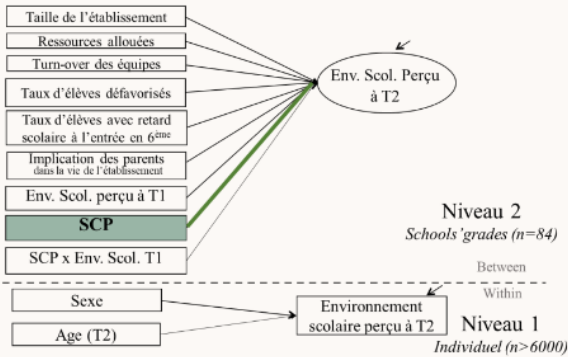 Taille de l'établissement
Ressources allouées
Turn-over des équipes
Taux d'élèves défavorisés
Taux d'élèves avec retard
scolaire à l'entrée en 6ème
Implication des parents
dans la vie de l'établissement
Env. Scol. perçu à T1
SCP
SCP x Env. Scol. T1
Env. Scol. Perçu
à T2
Niveau 2
Schools'grades (n=84)
Between
Within
Sexe
Age (T2)
Environnement
scolaire perçu à T2
Niveau 1
Individuel (n>6000)